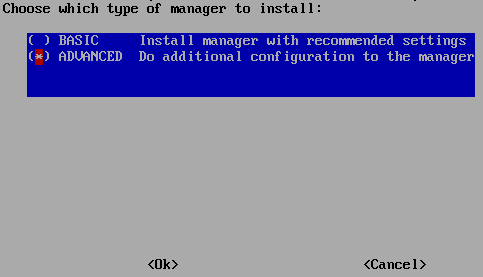 Choose which type of manager to install:
( ) BASIC Install manager with recommended settings
(*) ADVANCED Do additional configuration to the manager
<Ok> <Cancel>